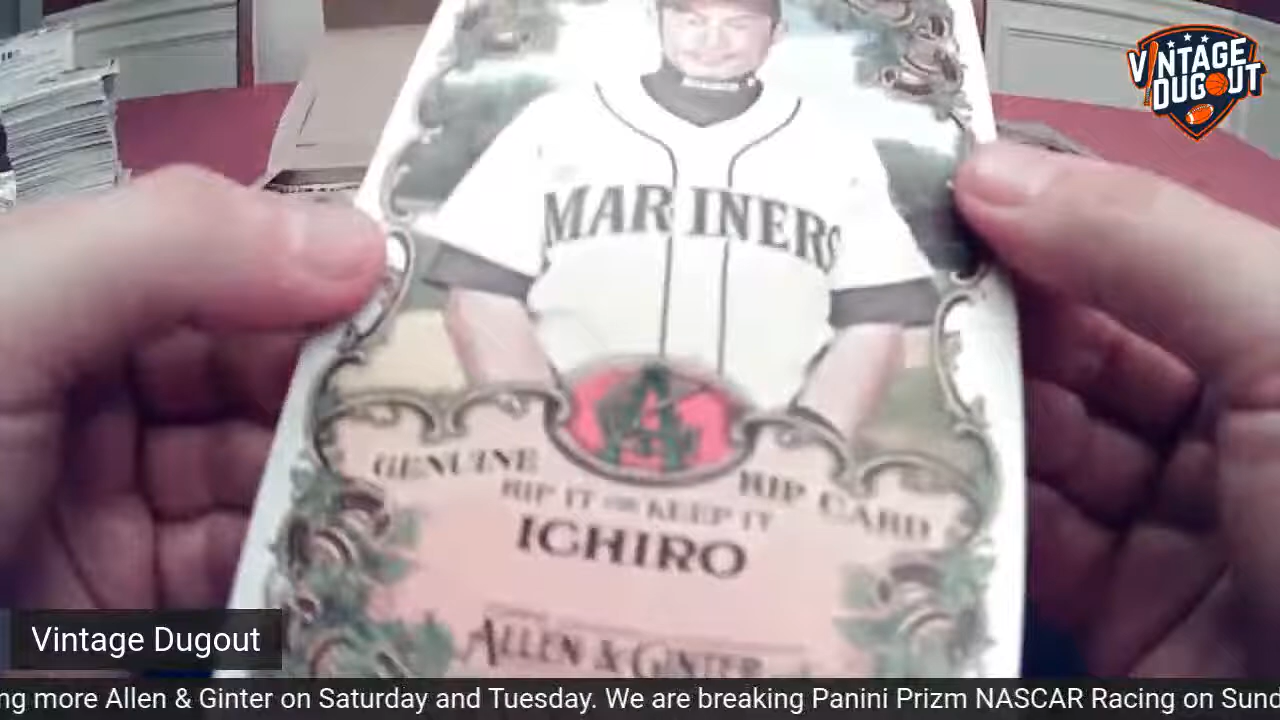 VINTAGE
DUGOUT
MARINERS
GENUINE RIP CARD
RIP IT OR KEEP IT
ICHIRO
ALLEN & GINTER
Vintage Dugout
ng more Allen & Ginter on Saturday and Tuesday. We are breaking Panini Prizm NASCAR Racing on Sund